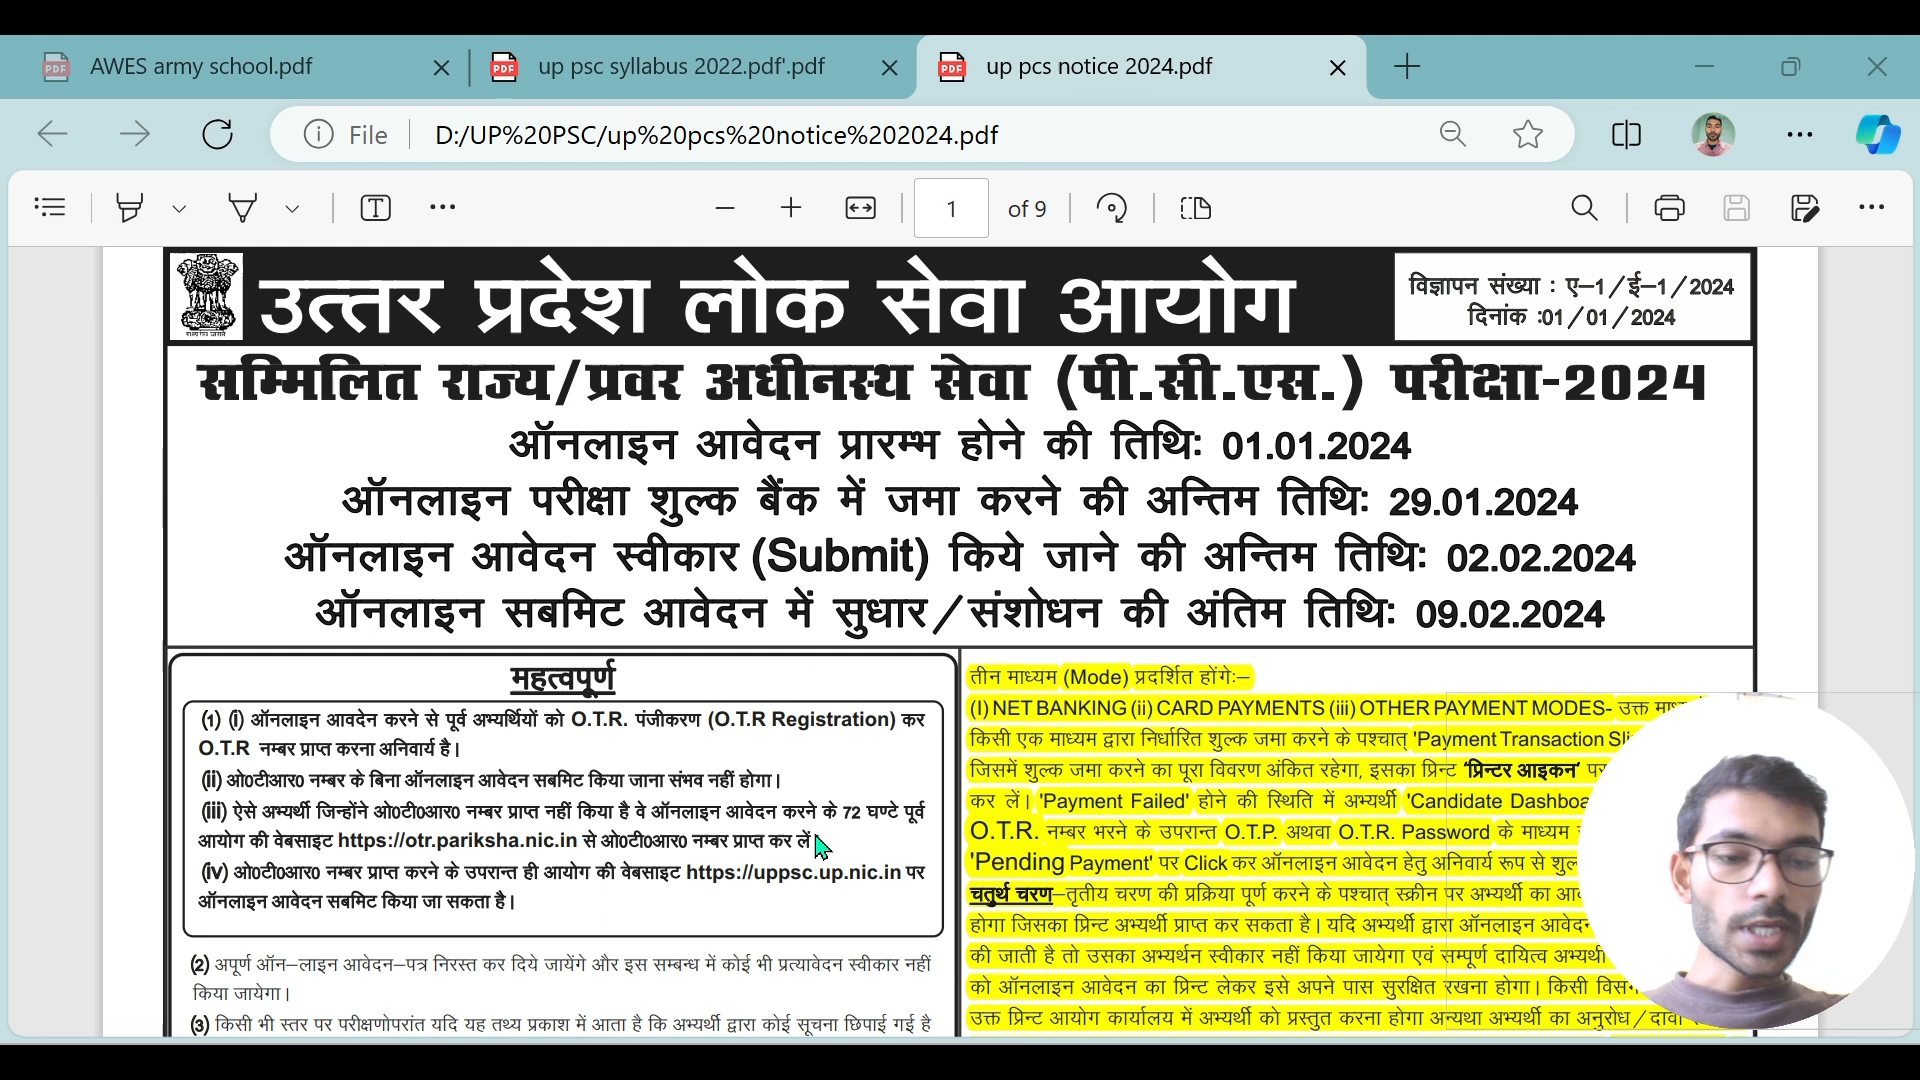 AWES army school.pdf
up psc syllabus 2022.pdf'.pdf
up pcs notice 2024.pdf
File
D:/UP%20PSC/up%20pcs%20notice%202024.pdf
1 of 9
उत्तर प्रदेश लोक सेवा आयोग
विज्ञापन संख्या : ए–1/ई–1/2024
दिनांक :01/01/2024
सम्मिलित राज्य/प्रवर अधीनस्थ सेवा (पी.सी.एस.) परीक्षा-2024
ऑनलाइन आवेदन प्रारम्भ होने की तिथि: 01.01.2024
ऑनलाइन परीक्षा शुल्क बैंक में जमा करने की अन्तिम तिथि: 29.01.2024
ऑनलाइन आवेदन स्वीकार (Submit) किये जाने की अन्तिम तिथि: 02.02.2024
ऑनलाइन सबमिट आवेदन में सुधार/संशोधन की अंतिम तिथि: 09.02.2024
महत्वपूर्ण
(1) (i) ऑनलाइन आवदेन करने से पूर्व अभ्यर्थियों को O.T.R. पंजीकरण (O.T.R Registration) कर
O.T.R नम्बर प्राप्त करना अनिवार्य है।
(ii) ओ0टीआर0 नम्बर के बिना ऑनलाइन आवेदन सबमिट किया जाना संभव नहीं होगा।
(iii) ऐसे अभ्यर्थी जिन्होंने ओ0टी0आर0 नम्बर प्राप्त नहीं किया है वे ऑनलाइन आवेदन करने के 72 घण्टे पूर्व
आयोग की वेबसाइट https://otr.pariksha.nic.in से ओ0टी0आर0 नम्बर प्राप्त कर लें।
(iv) ओ0टी0आर0 नम्बर प्राप्त करने के उपरान्त ही आयोग की वेबसाइट https://uppsc.up.nic.in पर
ऑनलाइन आवेदन सबमिट किया जा सकता है।
(2) अपूर्ण ऑन–लाइन आवेदन–पत्र निरस्त कर दिये जायेंगे और इस सम्बन्ध में कोई भी प्रत्यावेदन स्वीकार नहीं
किया जायेगा।
(3) किसी भी स्तर पर परीक्षणोपरांत यदि यह तथ्य प्रकाश में आता है कि अभ्यर्थी द्वारा कोई सूचना छिपाई गई है
तीन माध्यम (Mode) प्रदर्शित होंगे:–
(I) NET BANKING (ii) CARD PAYMENTS (iii) OTHER PAYMENT MODES- उक्त
किसी एक माध्यम द्वारा निर्धारित शुल्क जमा करने के पश्चात् 'Payment Transaction
जिसमें शुल्क जमा करने का पूरा विवरण अंकित रहेगा, इसका प्रिन्ट 'प्रिन्टर आइकन' पर
कर लें। 'Payment Failed' होने की स्थिति में अभ्यर्थी 'Candidate
O.T.R. नम्बर भरने के उपरान्त O.T.P. अथवा O.T.R. Password के माध्यम
'Pending Payment' पर Click कर ऑनलाइन आवेदन हेतु अनिवार्य रूप से
चतुर्थ चरण–तृतीय चरण की प्रक्रिया पूर्ण करने के पश्चात् स्क्रीन पर अभ्यर्थी का
होगा जिसका प्रिन्ट अभ्यर्थी प्राप्त कर सकता है। यदि अभ्यर्थी द्वारा ऑनलाइन
की जाती है तो उसका अभ्यर्थन स्वीकार नहीं किया जायेगा एवं सम्पूर्ण दायित्व अभ्यर्थी
को ऑनलाइन आवेदन का प्रिन्ट लेकर इसे अपने पास सुरक्षित रखना होगा। किसी
उक्त प्रिन्ट आयोग कार्यालय में अभ्यर्थी को प्रस्तुत करना होगा अन्यथा अभ्यर्थी का अनुरोध/दावा